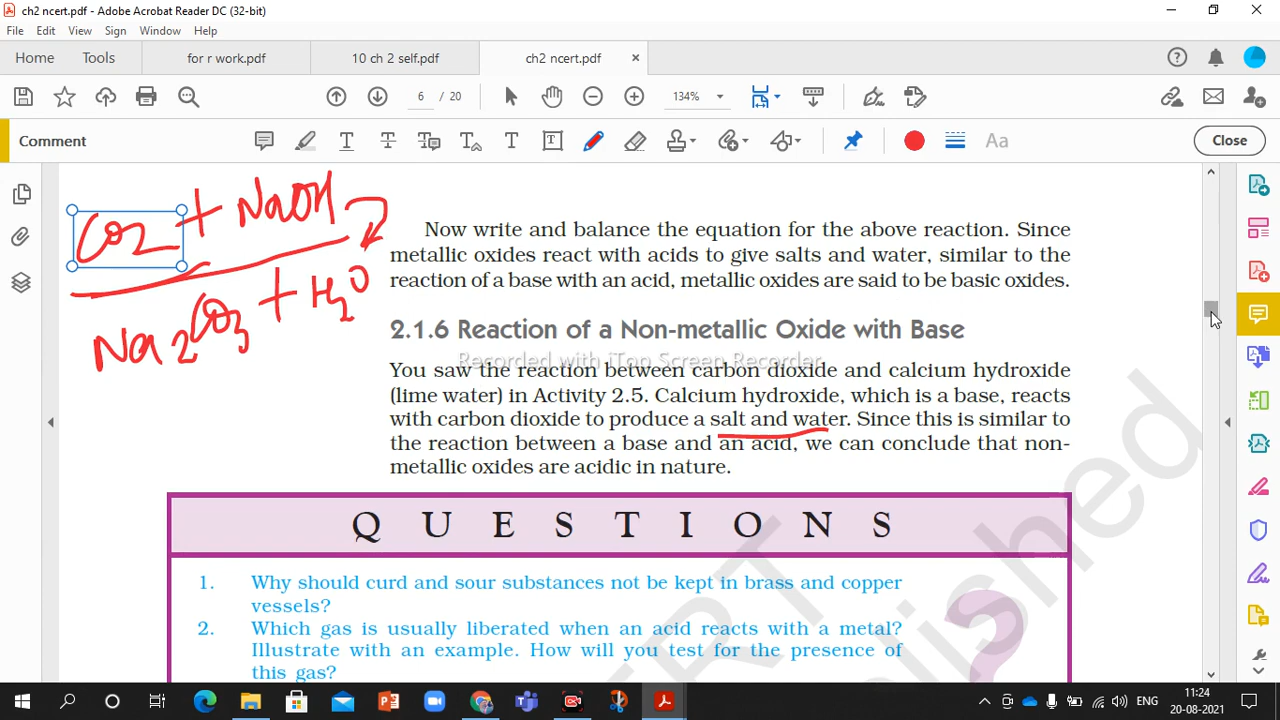 ch2 ncert.pdf - Adobe Acrobat Reader DC (32-bit)
File Edit View Sign Window Help
Home Tools for r work.pdf 10 ch 2 self.pdf ch2 ncert.pdf ×
6 / 20 134%
Comment Close
CO2 + NaOH
Na2CO3 + H2O
Now write and balance the equation for the above reaction. Since
metallic oxides react with acids to give salts and water, similar to the
reaction of a base with an acid, metallic oxides are said to be basic oxides.
2.1.6 Reaction of a Non-metallic Oxide with Base
Recorded with iTop Screen Recorder
You saw the reaction between carbon dioxide and calcium hydroxide
(lime water) in Activity 2.5. Calcium hydroxide, which is a base, reacts
with carbon dioxide to produce a salt and water. Since this is similar to
the reaction between a base and an acid, we can conclude that non-
metallic oxides are acidic in nature.
QUESTIONS
1. Why should curd and sour substances not be kept in brass and copper
vessels?
2. Which gas is usually liberated when an acid reacts with a metal?
Illustrate with an example. How will you test for the presence of
this gas?
ENG
11:24
20-08-2021